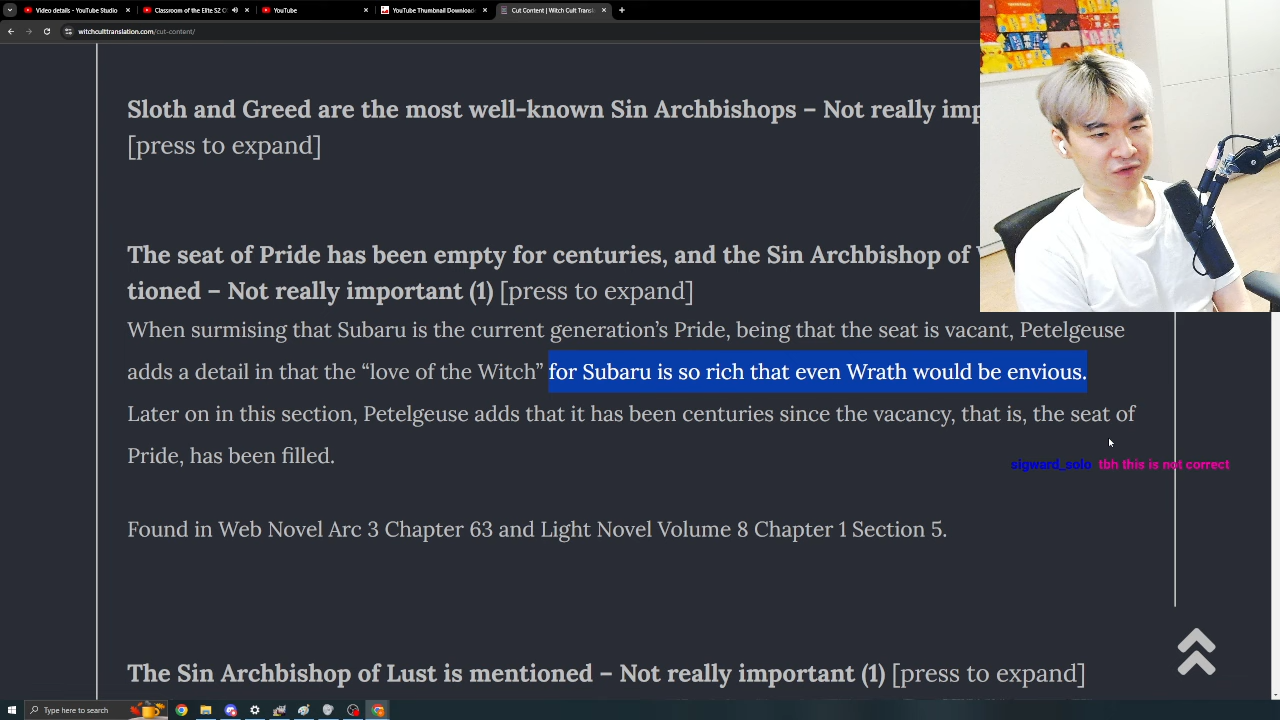 Video details - YouTube Studio
Classroom of the Elite S2 C
YouTube
YouTube Thumbnail Download
Cut Content | Witch Cult Transl
witchculttranslation.com/cut-content/
Sloth and Greed are the most well-known Sin Archbishops – Not really imp
[press to expand]
The seat of Pride has been empty for centuries, and the Sin Archbishop of
tioned – Not really important (1) [press to expand]
When surmising that Subaru is the current generation's Pride, being that the seat is vacant, Petelgeuse
adds a detail in that the “love of the Witch” for Subaru is so rich that even Wrath would be envious.
Later on in this section, Petelgeuse adds that it has been centuries since the vacancy, that is, the seat of
Pride, has been filled.
sigward_solo tbh this is not correct
Found in Web Novel Arc 3 Chapter 63 and Light Novel Volume 8 Chapter 1 Section 5.
The Sin Archbishop of Lust is mentioned – Not really important (1) [press to expand]
Type here to search